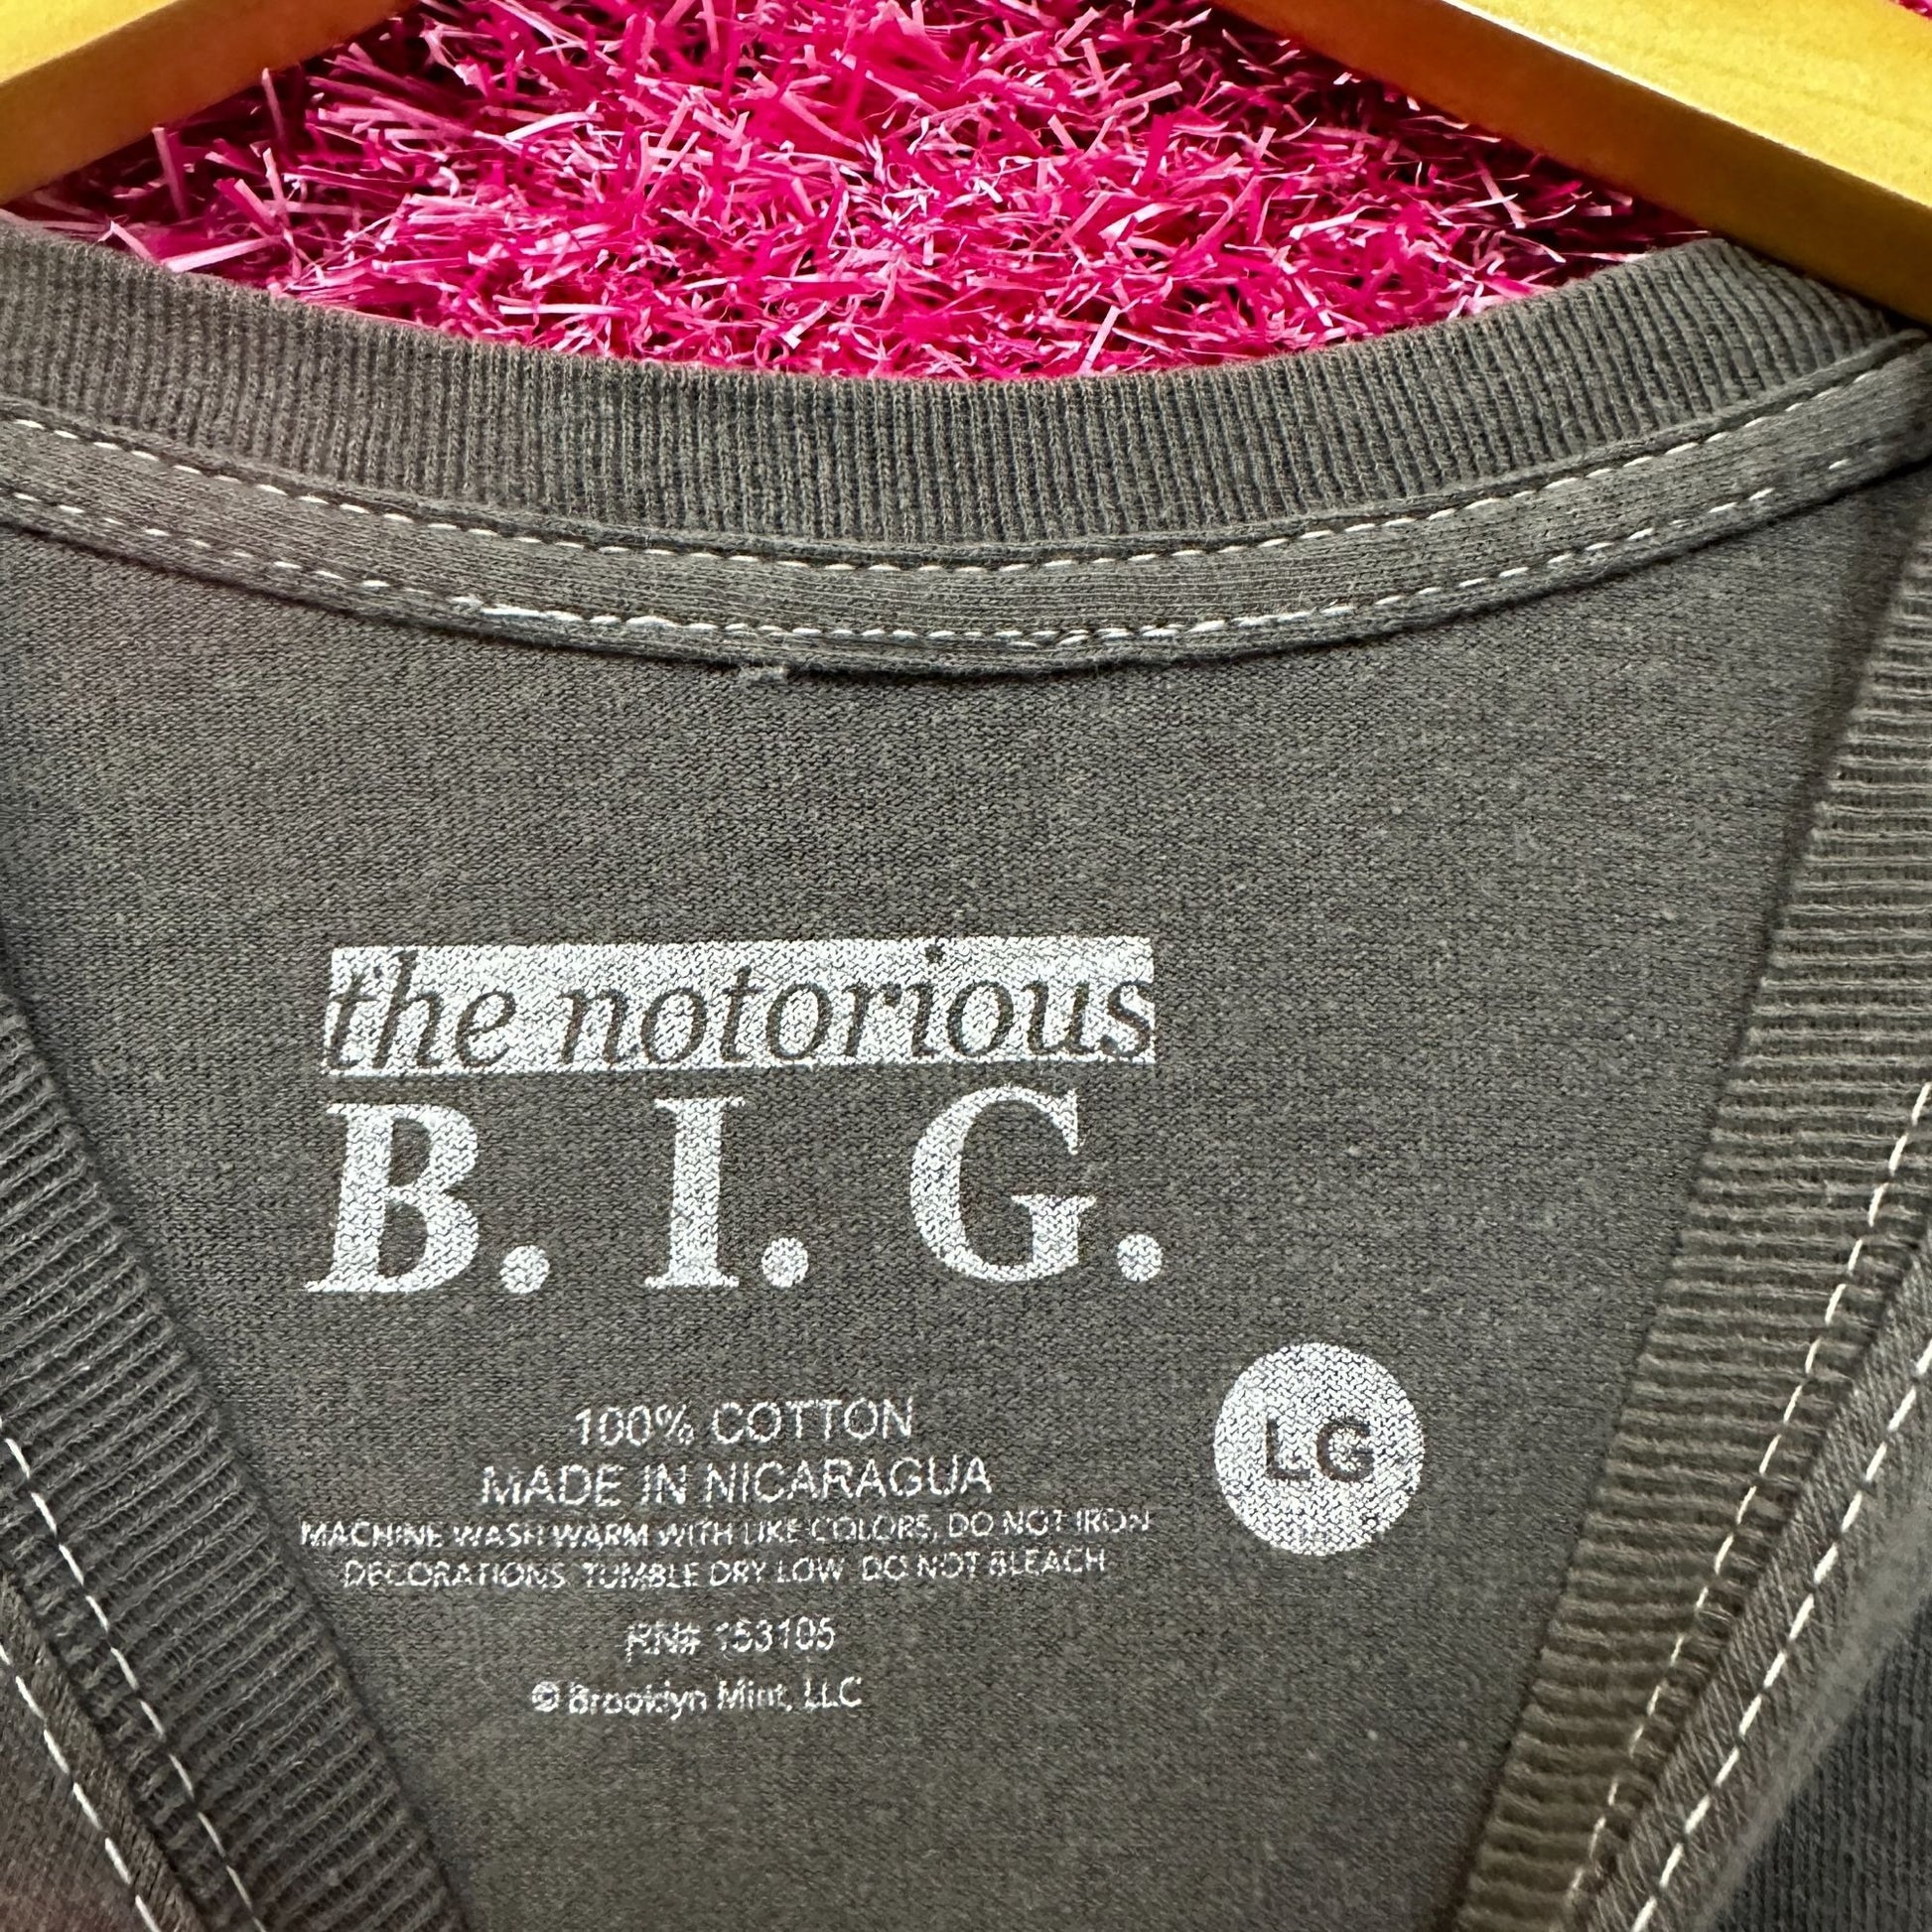 the notorious
B. I. G.
100% COTTON
MADE IN NICARAGUA
LG
MACHINE WASH WARM WITH LIKE COLORS, DO NOT IRON
DECORATIONS, TUMBLE DRY LOW, DO NOT BLEACH
RN# 153105
© Brooklyn Mint, LLC